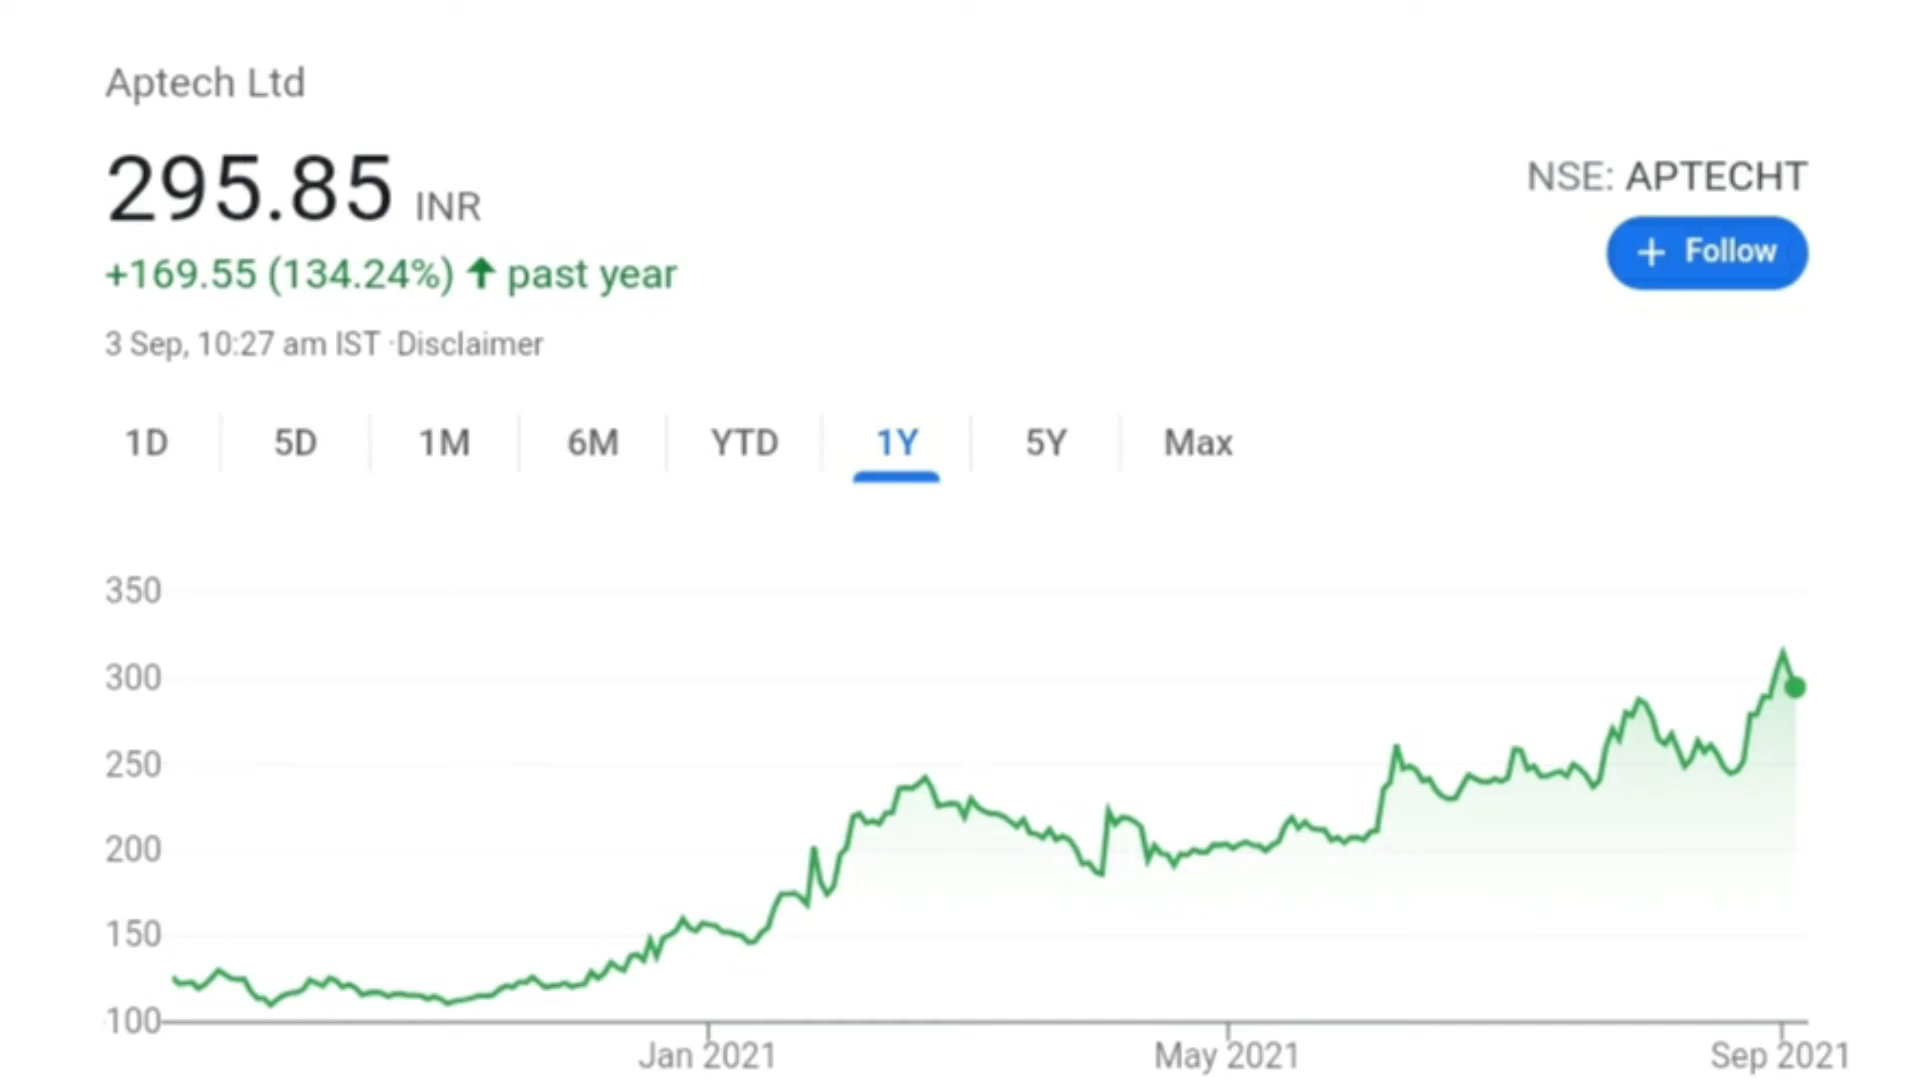 Aptech Ltd
295.85 INR
NSE: APTECHT
+ Follow
+169.55 (134.24%) ↑ past year
3 Sep, 10:27 am IST ·Disclaimer
1D 5D 1M 6M YTD 1Y 5Y Max
350
300
250
200
150
100
Jan 2021 May 2021 Sep 2021